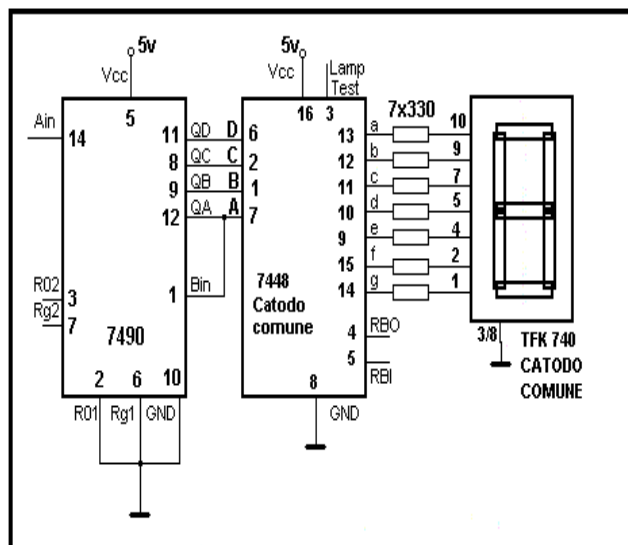 5v
Vcc
5
Ain
14
11 QD D 6
8 QC C 2
9 QB B 1
12 QA A 7
1 Bin
R02
3
Rg2
7
7490
2 6 10
R01 Rg1 GND
5v
Vcc
Lamp
Test
16 3
7448
Catodo
comune
13 a
12 b
11 c
10 d
9 e
15 f
14 g
4 RBO
5 RBI
8
GND
7x330
10
9
7
5
4
2
1
3/8
TFK 740
CATODO
COMUNE